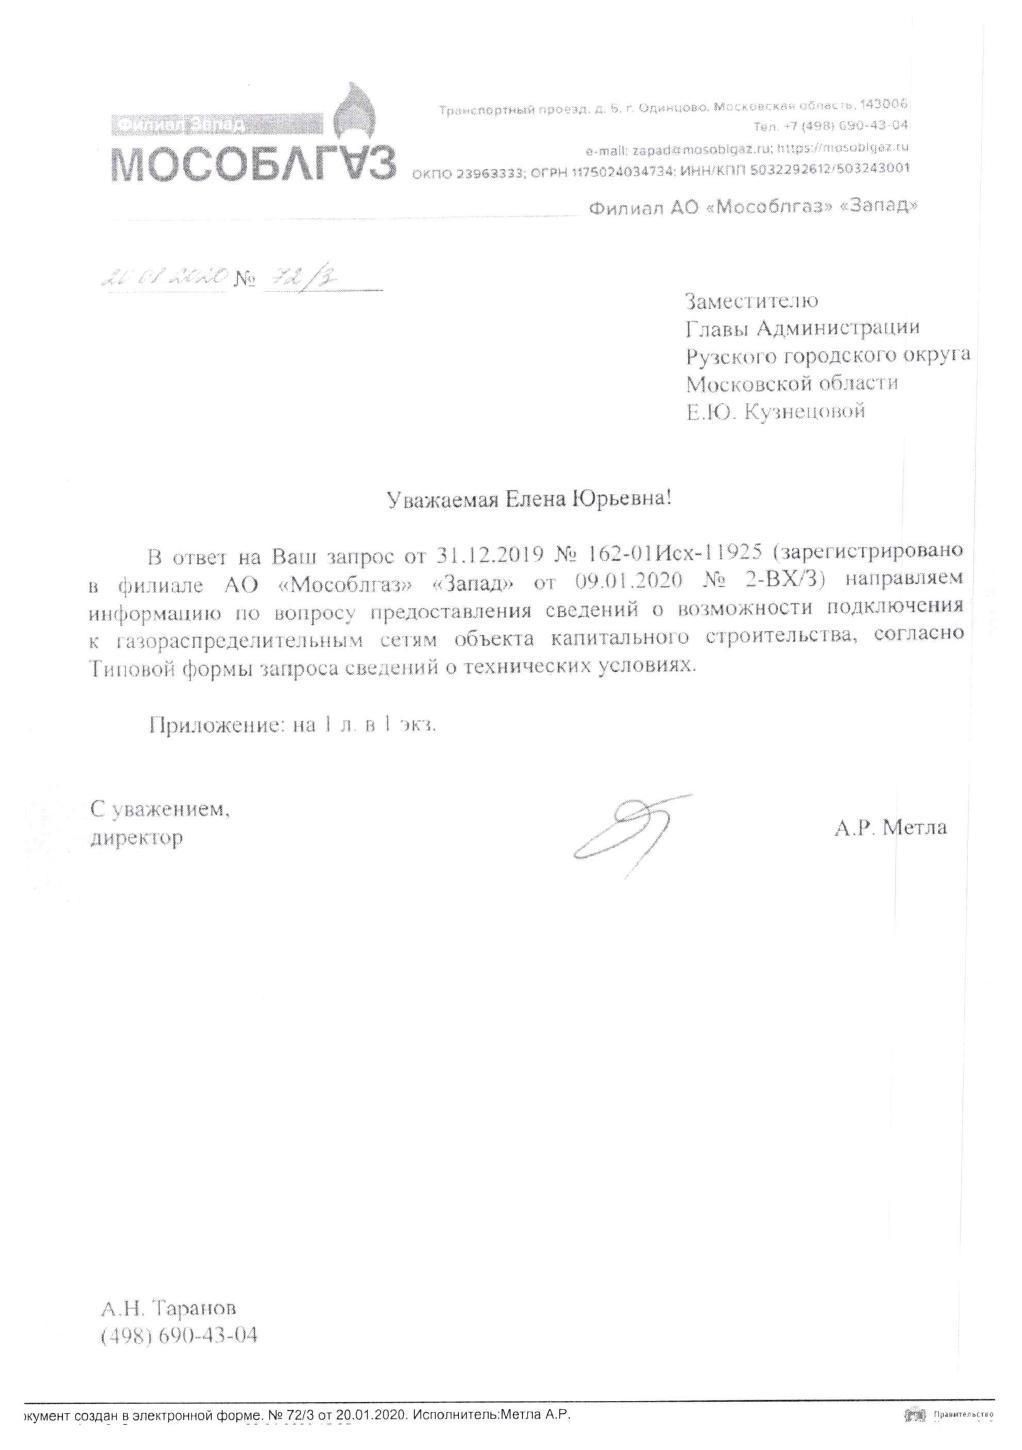 Филиал Запад
МОСОБЛГАЗ
Транспортный проезд, д. 5, г. Одинцово, Московская область, 143006
Тел. +7 (498) 690-43-04
e-mail: zapad@mosoblgaz.ru; https://mosoblgaz.ru
ОКПО 23963333; ОГРН 1175024034734; ИНН/КПП 5032292612/503243001
Филиал АО «Мособлгаз» «Запад»
20 01 2020 № 72/3
Заместителю
Главы Администрации
Рузского городского округа
Московской области
Е.Ю. Кузнецовой
Уважаемая Елена Юрьевна!
В ответ на Ваш запрос от 31.12.2019 № 162-01Исх-11925 (зарегистрировано
в филиале АО «Мособлгаз» «Запад» от 09.01.2020 № 2-ВХ/З) направляем
информацию по вопросу предоставления сведений о возможности подключения
к газораспределительным сетям объекта капитального строительства, согласно
Типовой формы запроса сведений о технических условиях.
Приложение: на 1 л. в 1 экз.
С уважением,
директор
А.Р. Метла
А.Н. Таранов
(498) 690-43-04
окумент создан в электронной форме. № 72/3 от 20.01.2020. Исполнитель:Метла А.Р.
Правительство